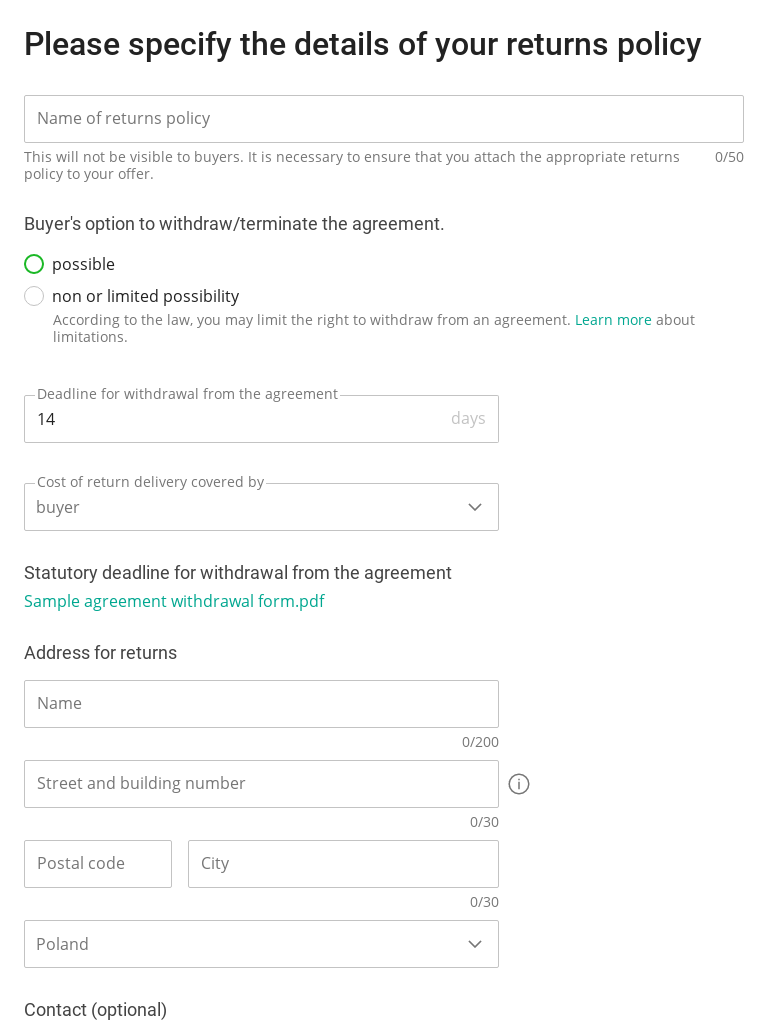 Please specify the details of your returns policy
Name of returns policy
This will not be visible to buyers. It is necessary to ensure that you attach the appropriate returns 0/50
policy to your offer.
Buyer's option to withdraw/terminate the agreement.
possible
non or limited possibility
According to the law, you may limit the right to withdraw from an agreement. Learn more about
limitations.
Deadline for withdrawal from the agreement
14 days
Cost of return delivery covered by
buyer
Statutory deadline for withdrawal from the agreement
Sample agreement withdrawal form.pdf
Address for returns
Name
0/200
Street and building number
0/30
Postal code City
0/30
Poland
Contact (optional)